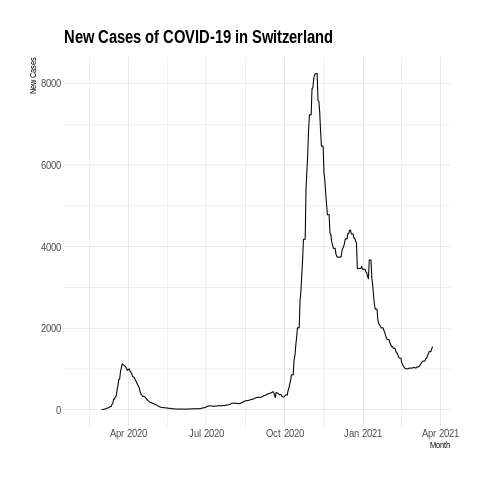 New Cases of COVID-19 in Switzerland
New Cases
8000
6000
4000
2000
0
Apr 2020 Jul 2020 Oct 2020 Jan 2021 Apr 2021
Month